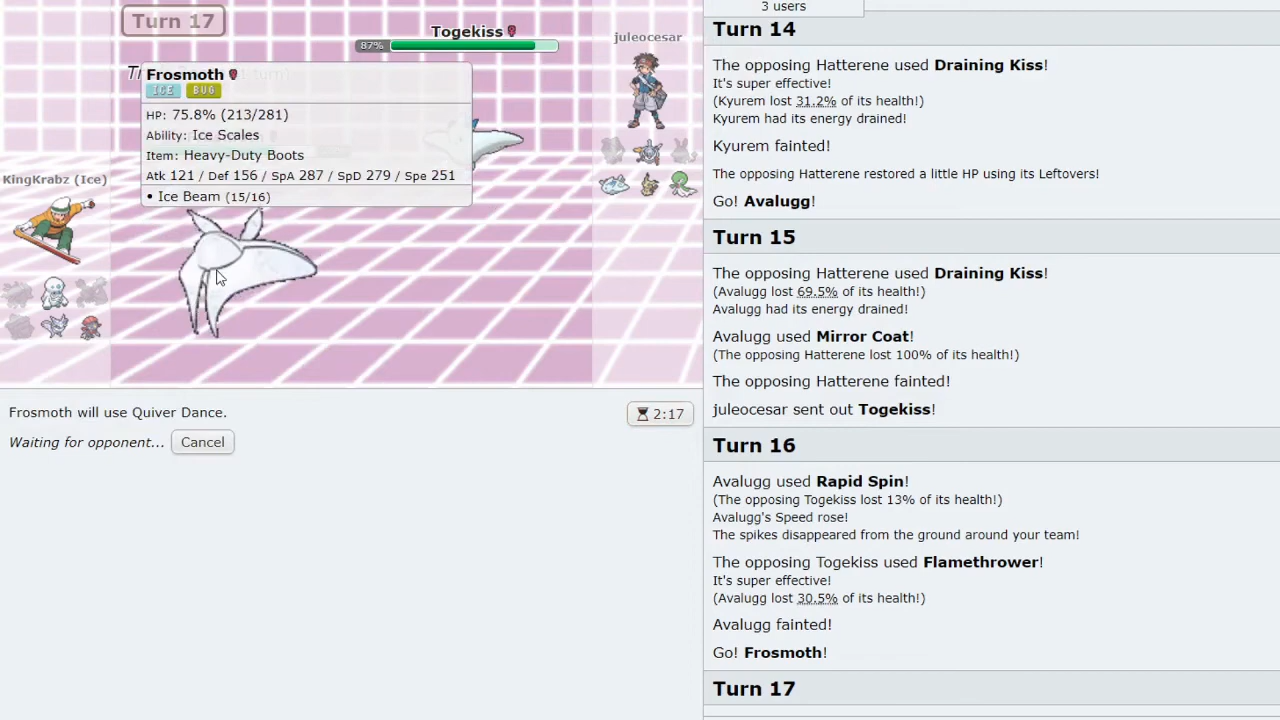 Turn 17
Togekiss
87%
juleocesar
Frosmoth
ICE BUG
HP: 75.8% (213/281)
Ability: Ice Scales
Item: Heavy-Duty Boots
Atk 121 / Def 156 / SpA 287 / SpD 279 / Spe 251
• Ice Beam (15/16)
KingKrabz (Ice)
Frosmoth will use Quiver Dance.
2:17
Waiting for opponent... Cancel
3 users
Turn 14
The opposing Hatterene used Draining Kiss!
It's super effective!
(Kyurem lost 31.2% of its health!)
Kyurem had its energy drained!
Kyurem fainted!
The opposing Hatterene restored a little HP using its Leftovers!
Go! Avalugg!
Turn 15
The opposing Hatterene used Draining Kiss!
(Avalugg lost 69.5% of its health!)
Avalugg had its energy drained!
Avalugg used Mirror Coat!
(The opposing Hatterene lost 100% of its health!)
The opposing Hatterene fainted!
juleocesar sent out Togekiss!
Turn 16
Avalugg used Rapid Spin!
(The opposing Togekiss lost 13% of its health!)
Avalugg's Speed rose!
The spikes disappeared from the ground around your team!
The opposing Togekiss used Flamethrower!
It's super effective!
(Avalugg lost 30.5% of its health!)
Avalugg fainted!
Go! Frosmoth!
Turn 17